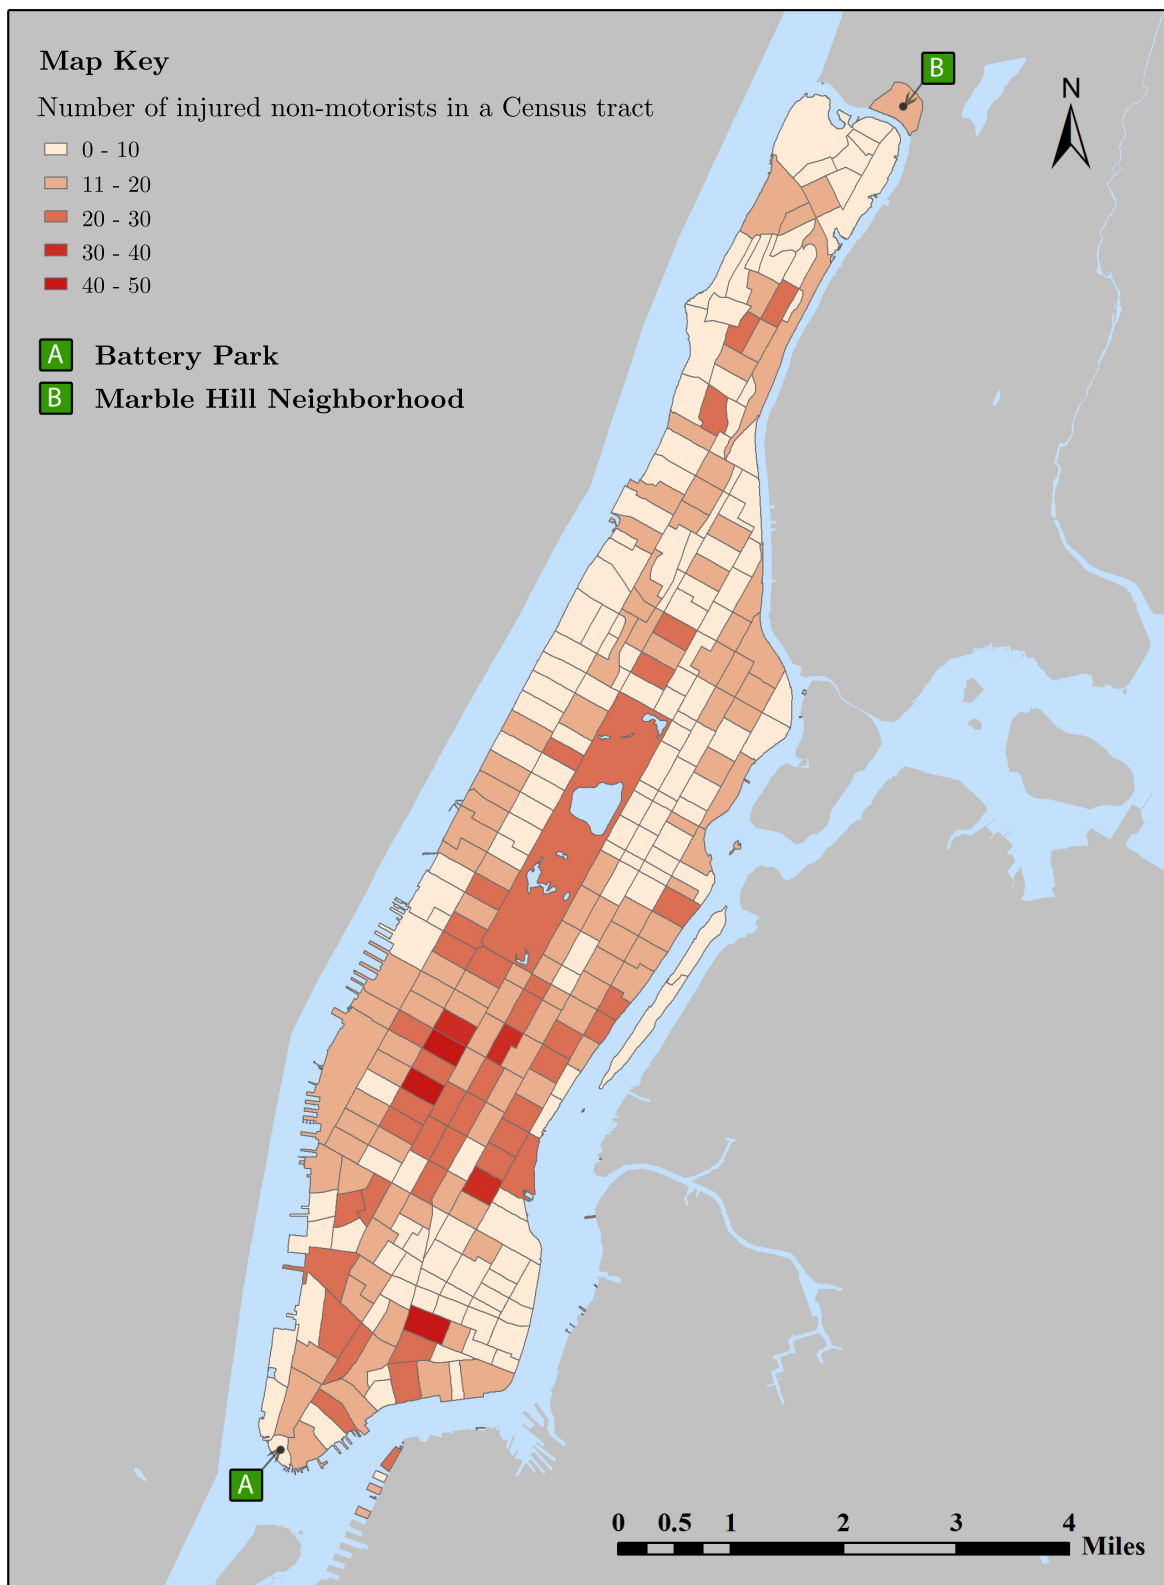 Map Key
Number of injured non-motorists in a Census tract
0 - 10
11 - 20
20 - 30
30 - 40
40 - 50
A Battery Park
B Marble Hill Neighborhood
B
N
A
0 0.5 1 2 3 4
Miles